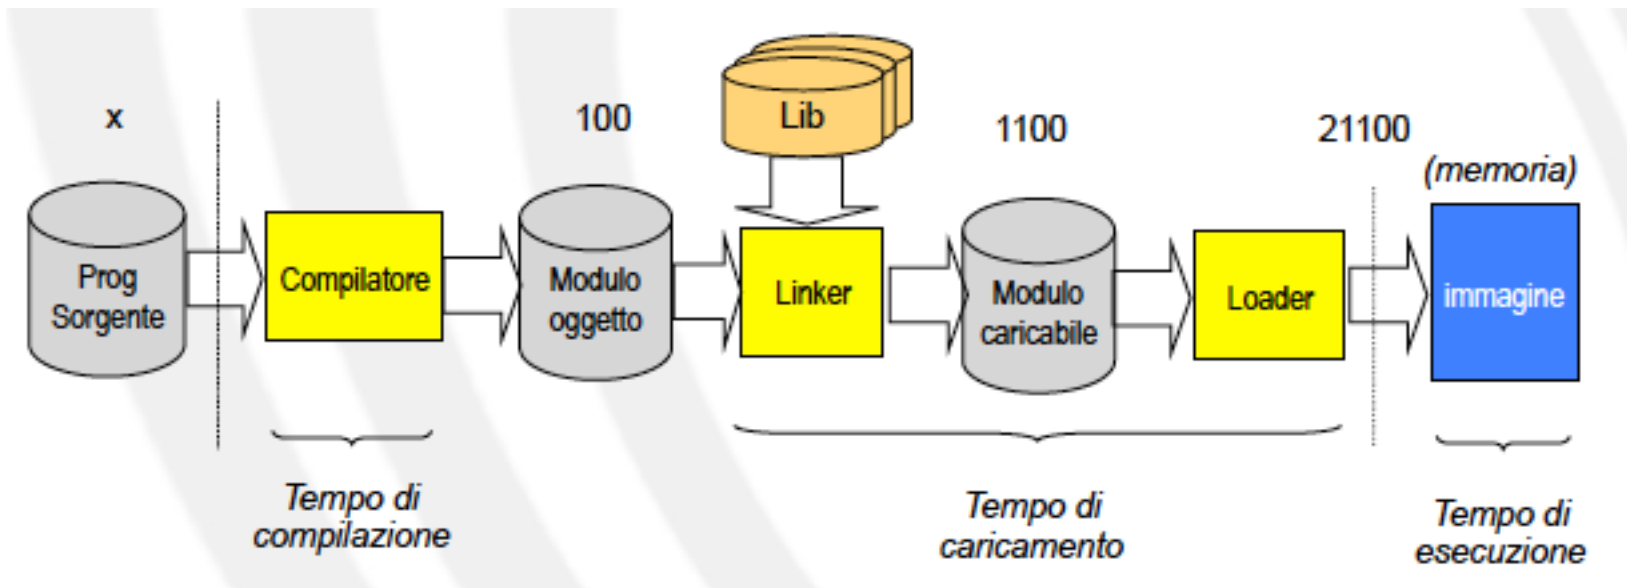 x
100
Lib
1100
21100
(memoria)
Prog
Sorgente
Compilatore
Modulo
oggetto
Linker
Modulo
caricabile
Loader
immagine
Tempo di
compilazione
Tempo di
caricamento
Tempo di
esecuzione